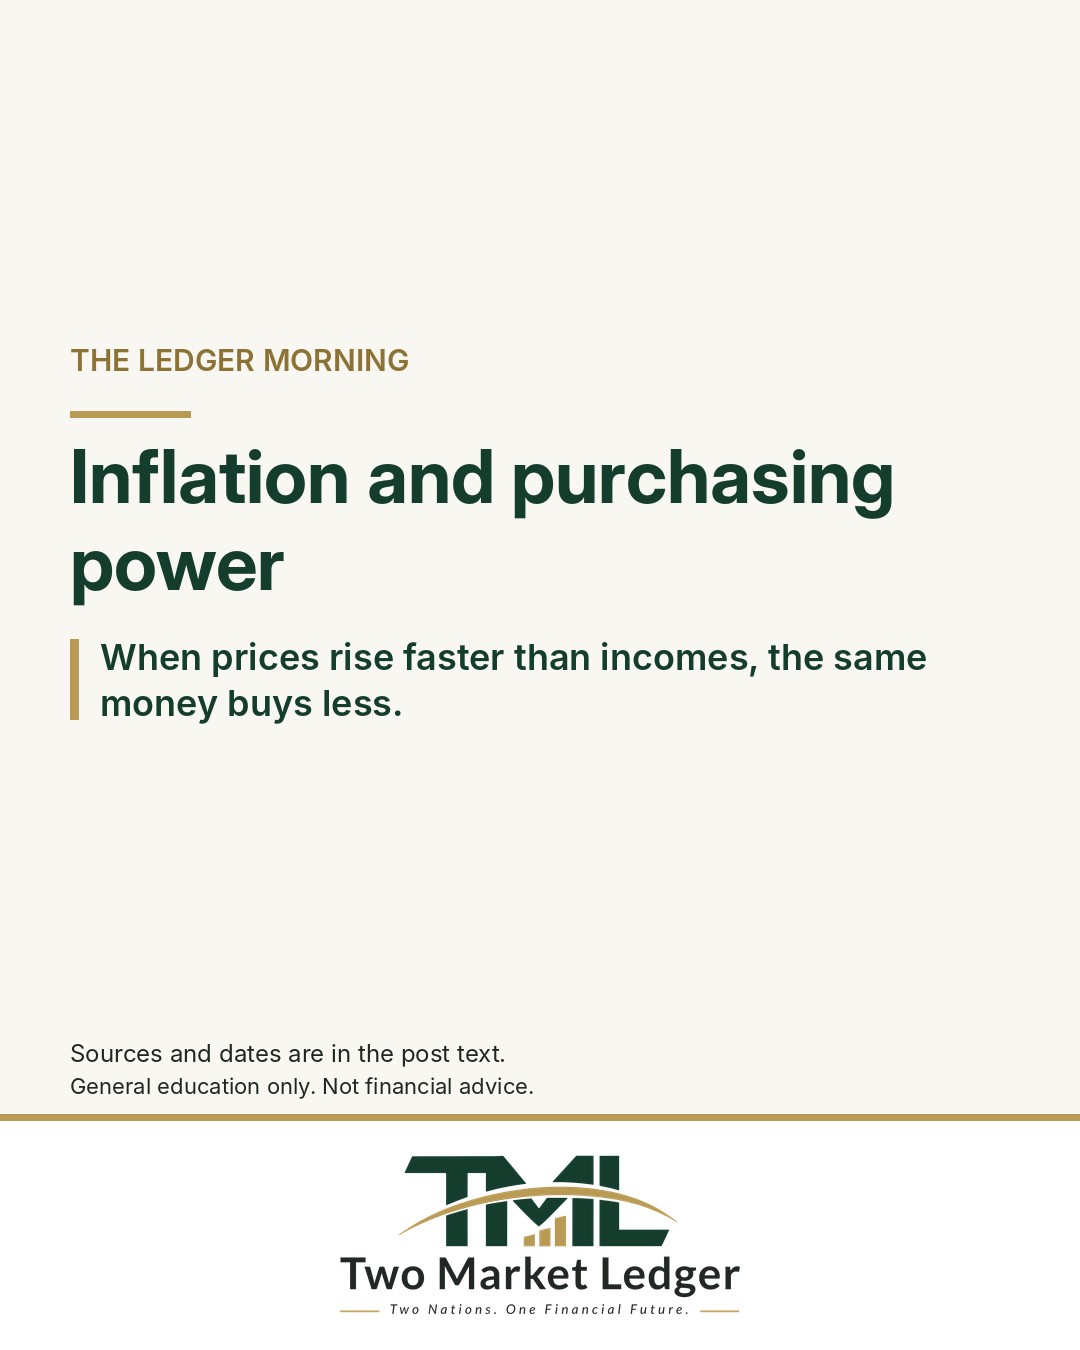 THE LEDGER MORNING
Inflation and purchasing
power
When prices rise faster than incomes, the same
money buys less.
Sources and dates are in the post text.
General education only. Not financial advice.
TML
Two Market Ledger
Two Nations. One Financial Future.